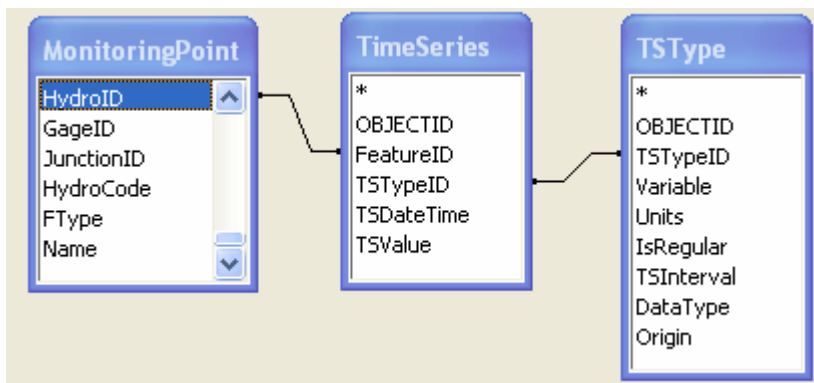 MonitoringPoint
HydroID
GageID
JunctionID
HydroCode
FType
Name
TimeSeries
*
OBJECTID
FeatureID
TSTypeID
TSDateTime
TSValue
TSType
*
OBJECTID
TSTypeID
Variable
Units
IsRegular
TSInterval
DataType
Origin